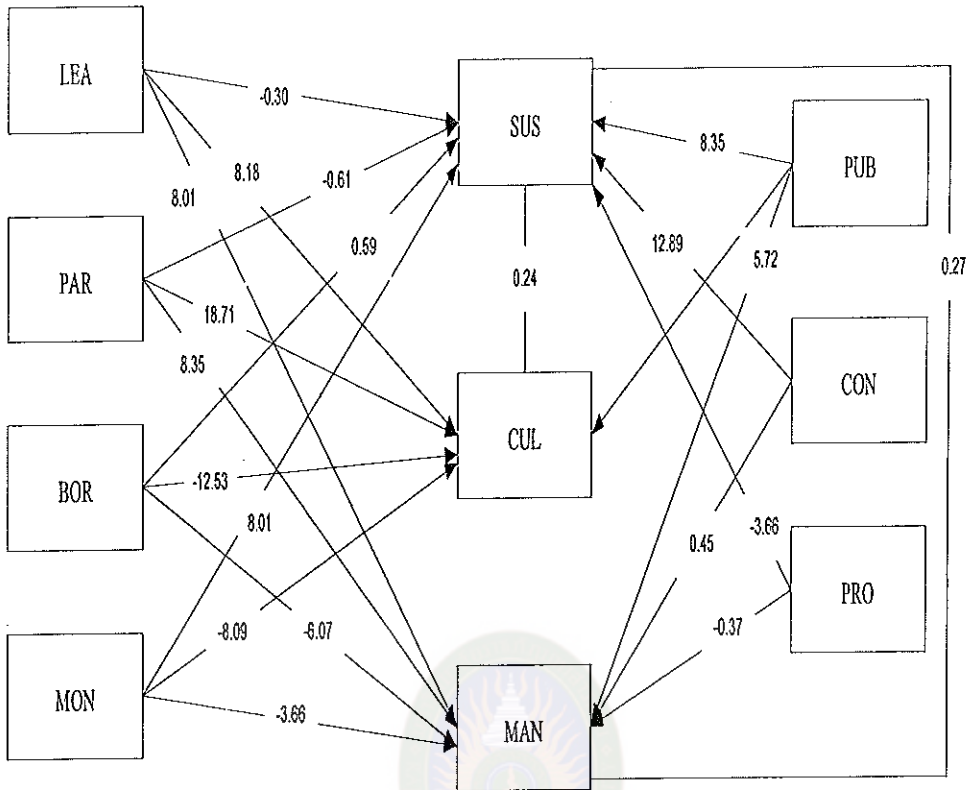 LEA
SUS
PUB
-0.30
8.35
8.01
8.18
-0.61
PAR
0.59
12.89
5.72
0.27
0.24
18.71
8.35
CON
CUL
BOR
-12.53
8.01
0.45
-3.66
PRO
-8.09
-6.07
-0.37
MON
-3.66
MAN